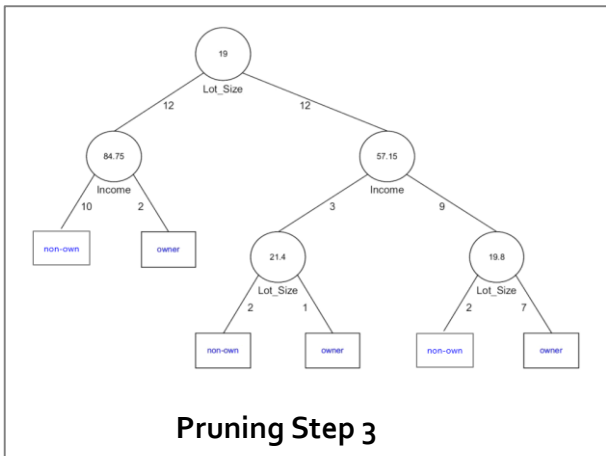 19
Lot_Size
12
12
84.75
57.15
Income
Income
10
2
3
9
non-own
owner
21.4
19.8
Lot_Size
Lot_Size
2
1
2
7
non-own
owner
non-own
owner
Pruning Step 3